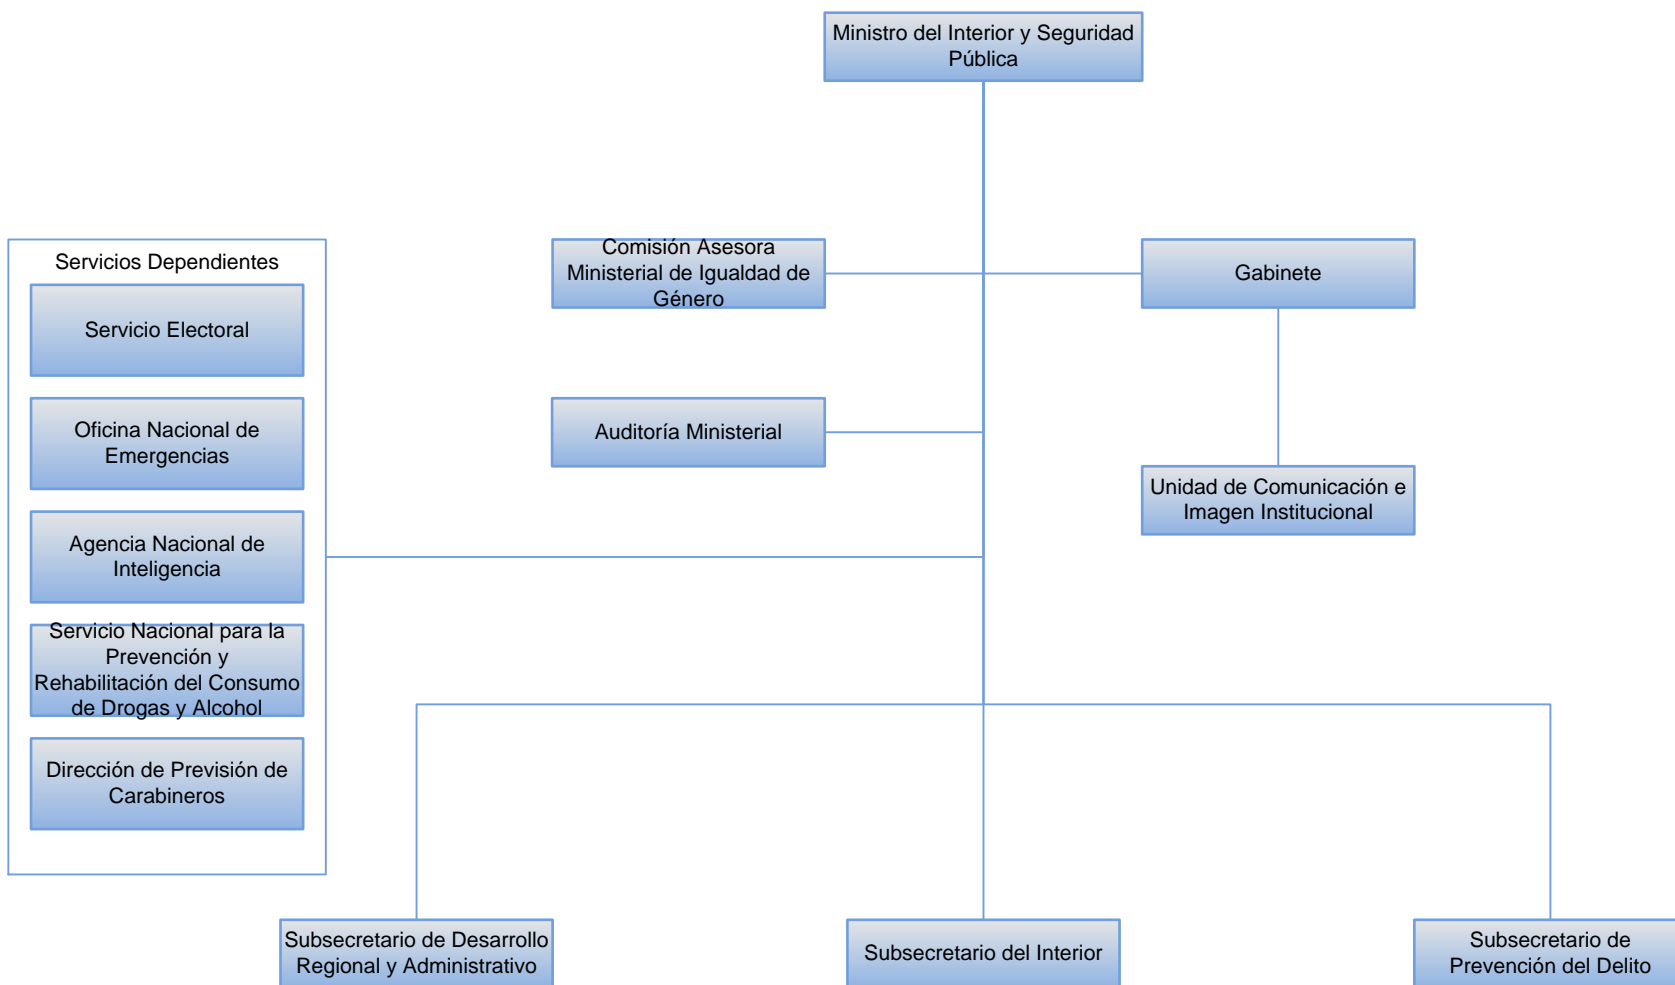 Ministro del Interior y Seguridad
Pública
Comisión Asesora
Ministerial de Igualdad de
Género
Gabinete
Servicios Dependientes
Servicio Electoral
Oficina Nacional de
Emergencias
Agencia Nacional de
Inteligencia
Servicio Nacional para la
Prevención y
Rehabilitación del Consumo
de Drogas y Alcohol
Dirección de Previsión de
Carabineros
Auditoría Ministerial
Unidad de Comunicación e
Imagen Institucional
Subsecretario de Desarrollo
Regional y Administrativo
Subsecretario del Interior
Subsecretario de
Prevención del Delito